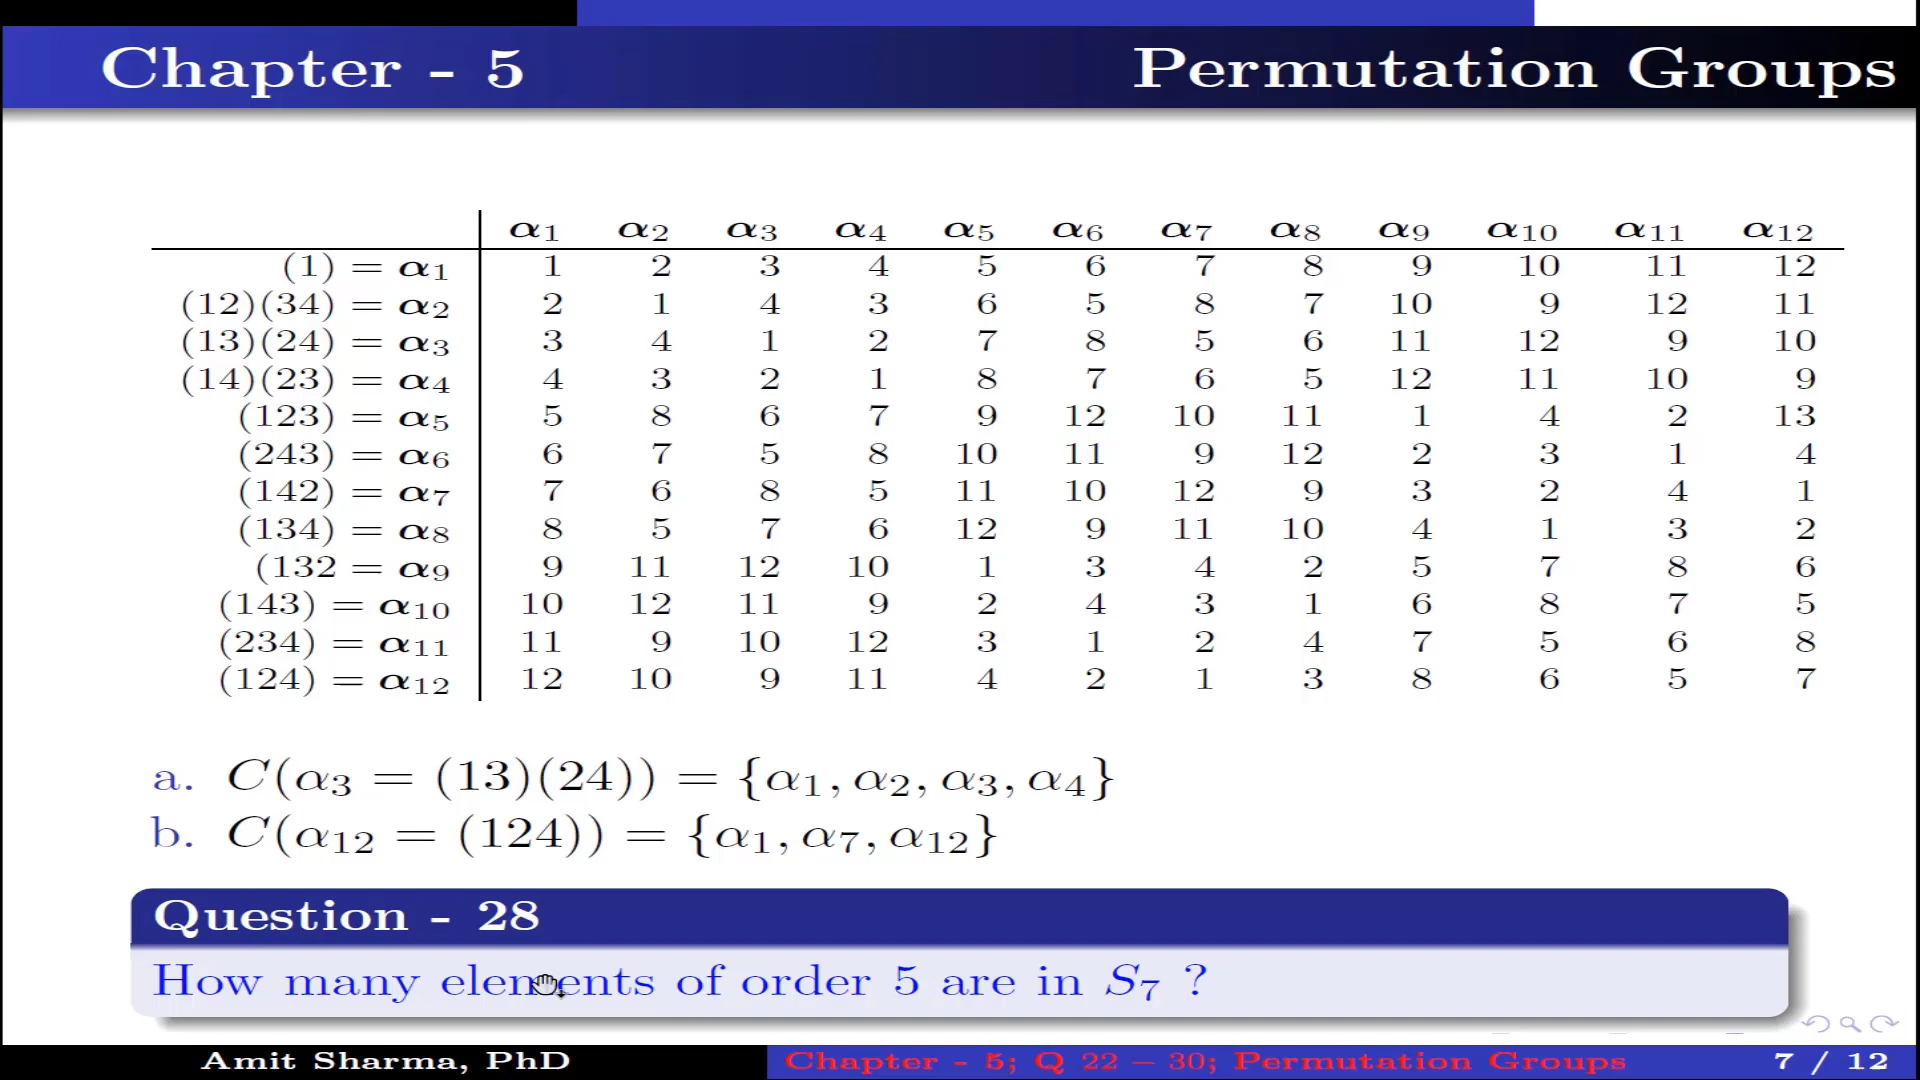 Chapter - 5 Permutation Groups
α1 α2 α3 α4 α5 α6 α7 α8 α9 α10 α11 α12
(1) = α1 1 2 3 4 5 6 7 8 9 10 11 12
(12)(34) = α2 2 1 4 3 6 5 8 7 10 9 12 11
(13)(24) = α3 3 4 1 2 7 8 5 6 11 12 9 10
(14)(23) = α4 4 3 2 1 8 7 6 5 12 11 10 9
(123) = α5 5 8 6 7 9 12 10 11 1 4 2 13
(243) = α6 6 7 5 8 10 11 9 12 2 3 1 4
(142) = α7 7 6 8 5 11 10 12 9 3 2 4 1
(134) = α8 8 5 7 6 12 9 11 10 4 1 3 2
(132 = α9 9 11 12 10 1 3 4 2 5 7 8 6
(143) = α10 10 12 11 9 2 4 3 1 6 8 7 5
(234) = α11 11 9 10 12 3 1 2 4 7 5 6 8
(124) = α12 12 10 9 11 4 2 1 3 8 6 5 7
a. C(α3 = (13)(24)) = {α1, α2, α3, α4}
b. C(α12 = (124)) = {α1, α7, α12}
Question - 28
How many elements of order 5 are in S7 ?
Amit Sharma, PhD Chapter - 5; Q 22 – 30; Permutation Groups 7 / 12